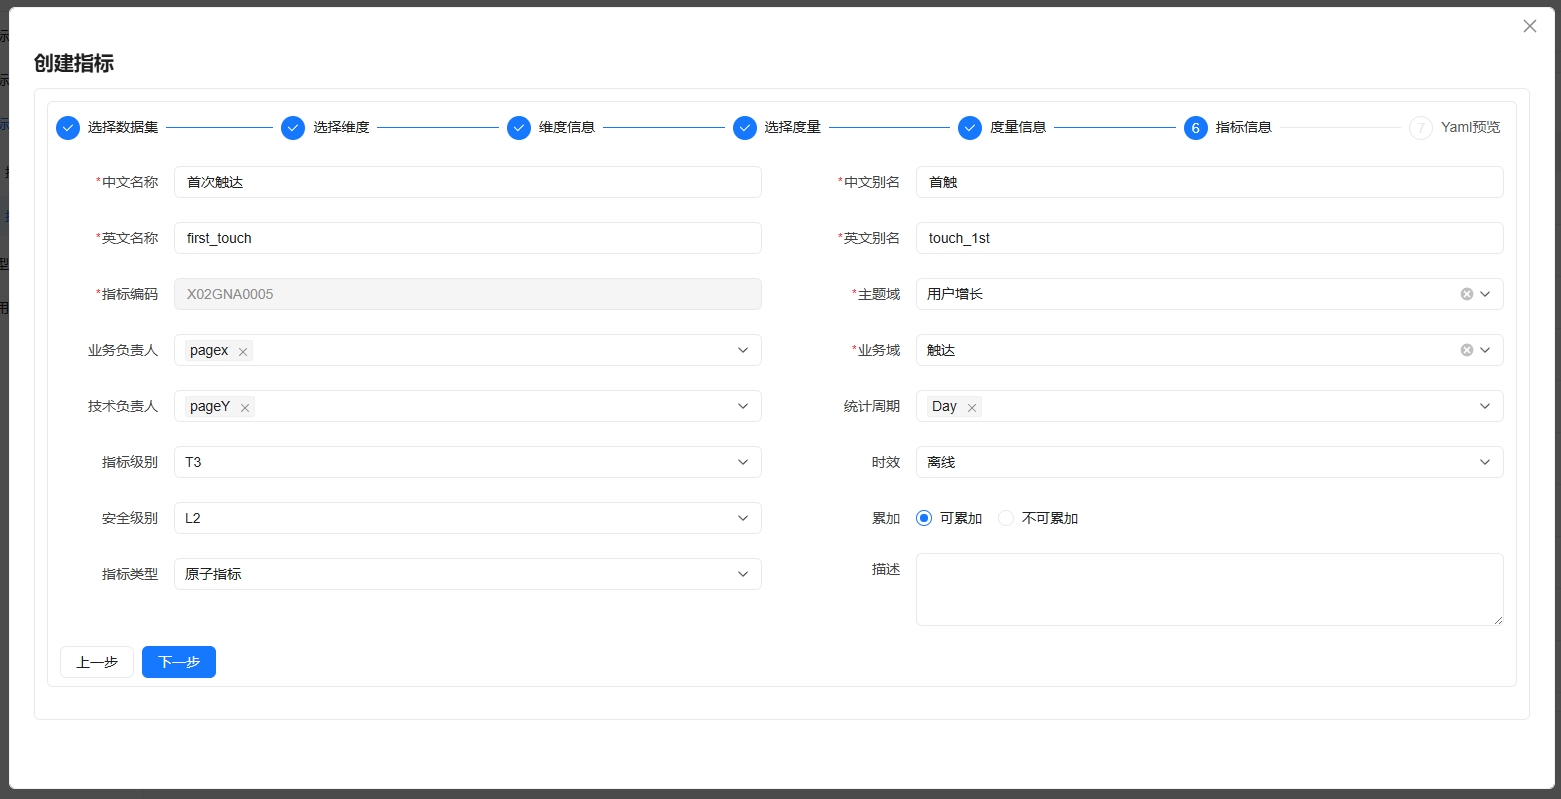 创建指标
选择数据集 选择维度 维度信息 选择度量 度量信息 6 指标信息 7 Yaml预览
*中文名称 首次触达 *中文别名 首触
*英文名称 first_touch *英文别名 touch_1st
*指标编码 X02GNA0005 *主题域 用户增长
业务负责人 pagex *业务域 触达
技术负责人 pageY 统计周期 Day
指标级别 T3 时效 离线
安全级别 L2 累加 可累加 不可累加
指标类型 原子指标 描述
上一步 下一步